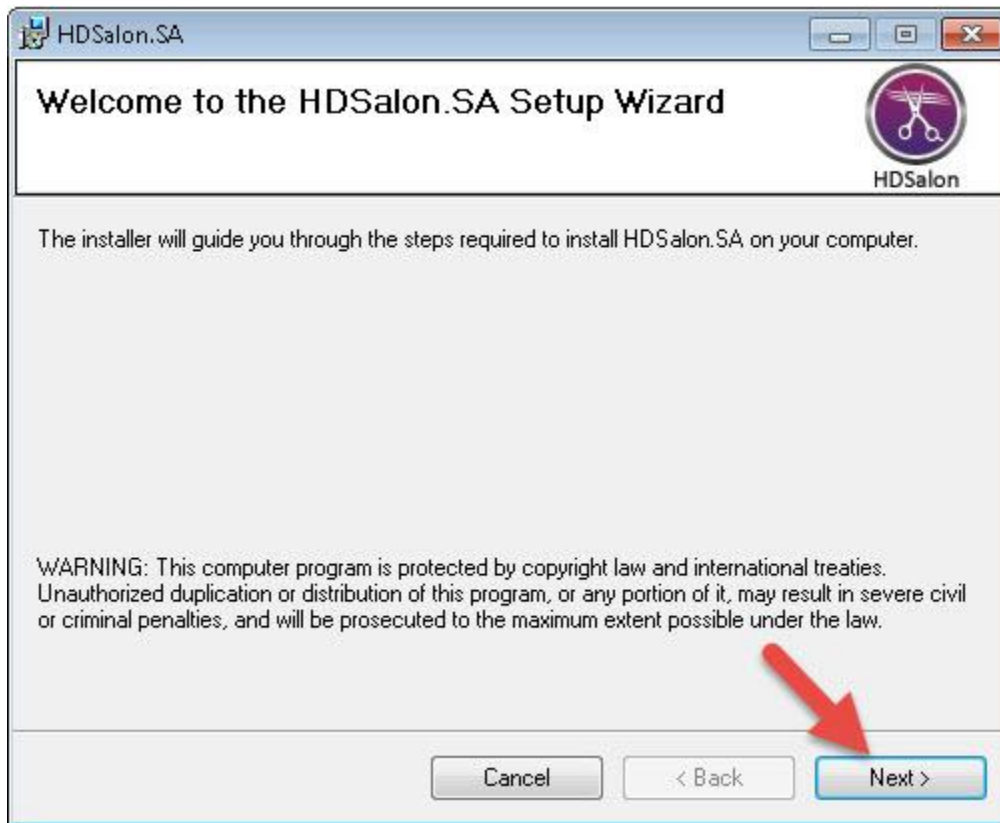 HDSalon.SA
Welcome to the HDSalon.SA Setup Wizard
HDSalon
The installer will guide you through the steps required to install HDSalon.SA on your computer.
WARNING: This computer program is protected by copyright law and international treaties.
Unauthorized duplication or distribution of this program, or any portion of it, may result in severe civil
or criminal penalties, and will be prosecuted to the maximum extent possible under the law.
Cancel
< Back
Next >